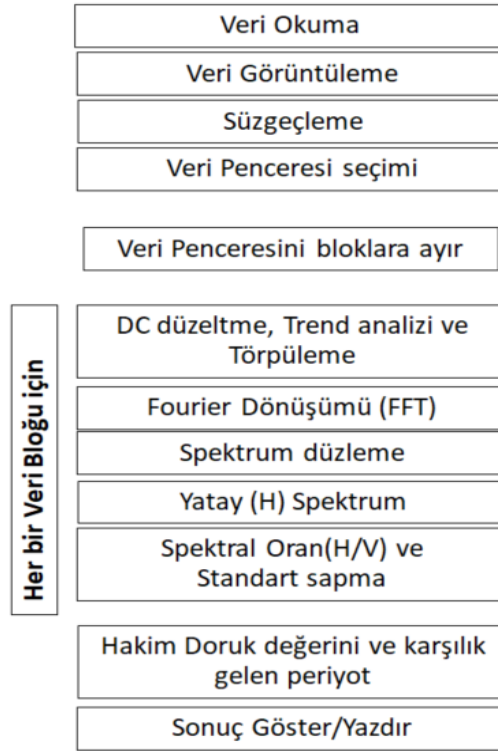 Veri Okuma
Veri Görüntüleme
Süzgeçleme
Veri Penceresi seçimi
Veri Penceresini bloklara ayır
Her bir Veri Bloğu için
DC düzeltme, Trend analizi ve
Törpüleme
Fourier Dönüşümü (FFT)
Spektrum düzleme
Yatay (H) Spektrum
Spektral Oran(H/V) ve
Standart sapma
Hakim Doruk değerini ve karşılık
gelen periyot
Sonuç Göster/Yazdır